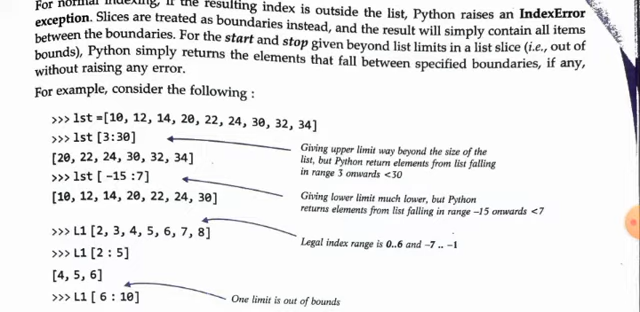 For normal indexing, if the resulting index is outside the list, Python raises an IndexError
exception. Slices are treated as boundaries instead, and the result will simply contain all items
between the boundaries. For the start and stop given beyond list limits in a list slice (i.e., out of
bounds), Python simply returns the elements that fall between specified boundaries, if any,
without raising any error.
For example, consider the following :
>>> lst =[10, 12, 14, 20, 22, 24, 30, 32, 34]
>>> lst [3:30]
Giving upper limit way beyond the size of the
list, but Python return elements from list falling
in range 3 onwards <30
[20, 22, 24, 30, 32, 34]
>>> lst [ -15 :7]
Giving lower limit much lower, but Python
returns elements from list falling in range –15 onwards <7
[10, 12, 14, 20, 22, 24, 30]
>>> L1 [2, 3, 4, 5, 6, 7, 8]
Legal index range is 0..6 and –7 .. –1
>>> L1 [2 : 5]
[4, 5, 6]
>>> L1 [ 6 : 10]
One limit is out of bounds